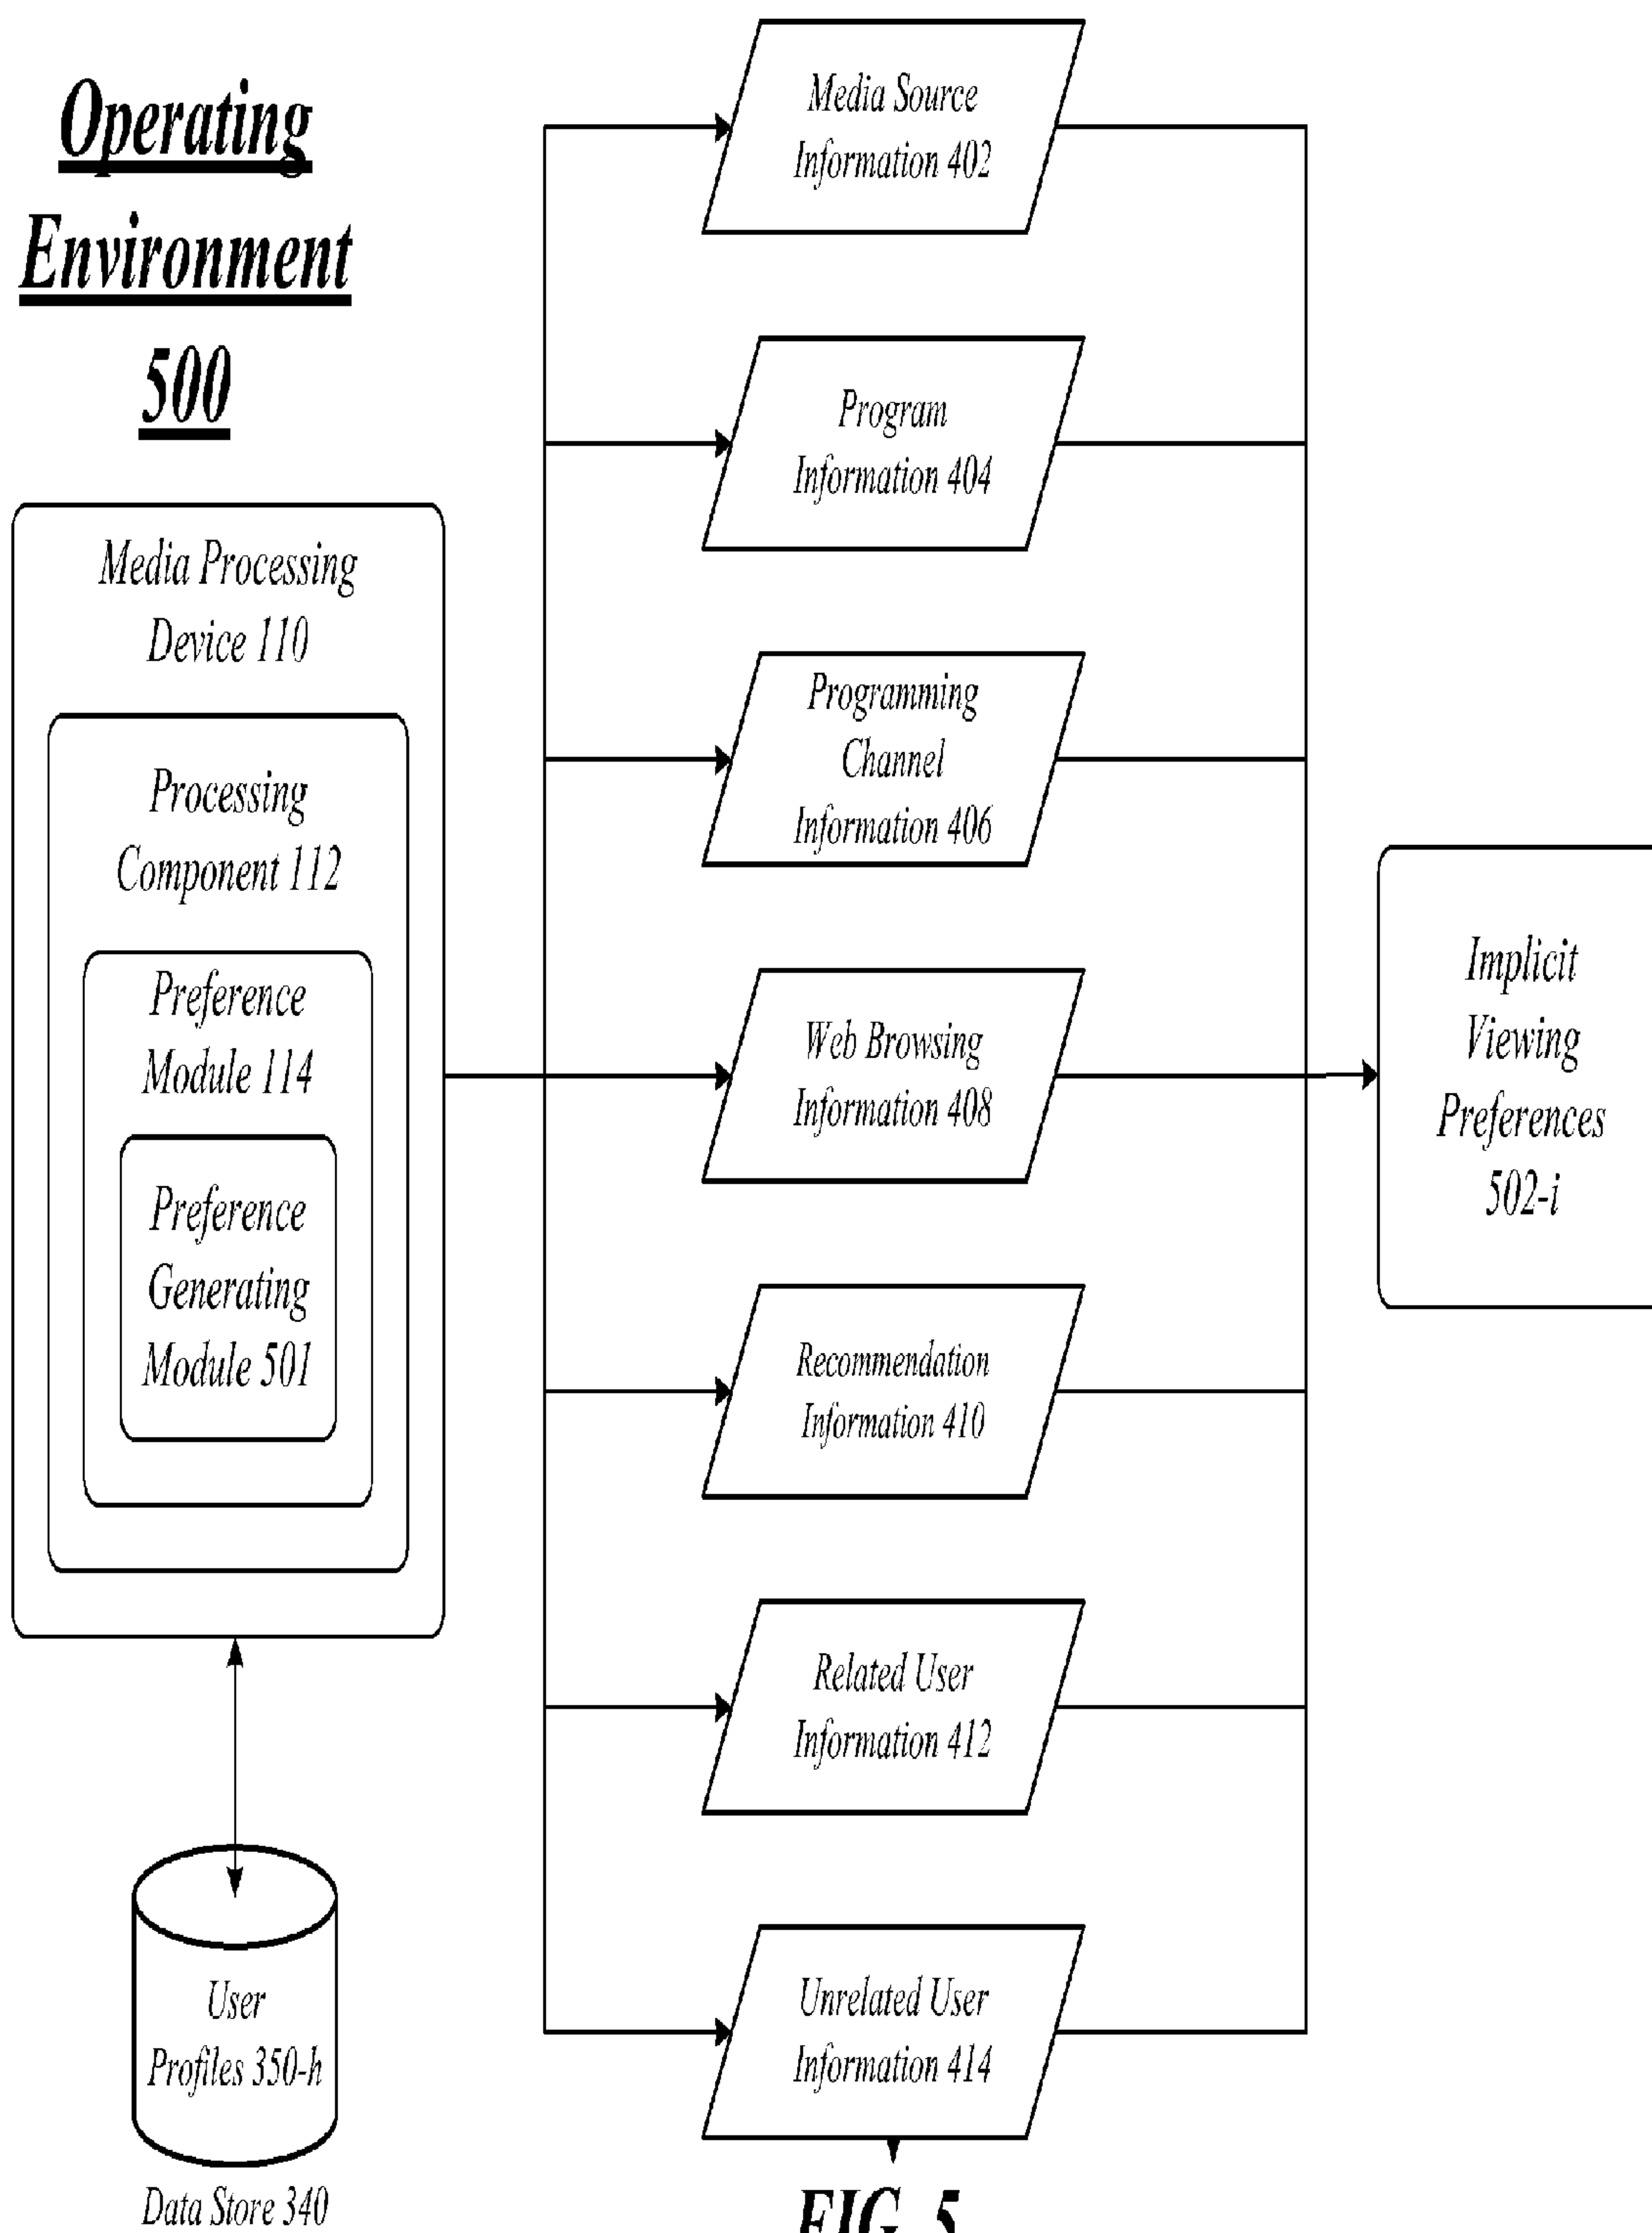 Operating
Environment
500
Media Processing
Device 110
Processing
Component 112
Preference
Module 114
Preference
Generating
Module 501
User
Profiles 350-h
Data Store 340
Media Source
Information 402
Program
Information 404
Programming
Channel
Information 406
Web Browsing
Information 408
Recommendation
Information 410
Related User
Information 412
Unrelated User
Information 414
Implicit
Viewing
Preferences
502-i
FIG. 5